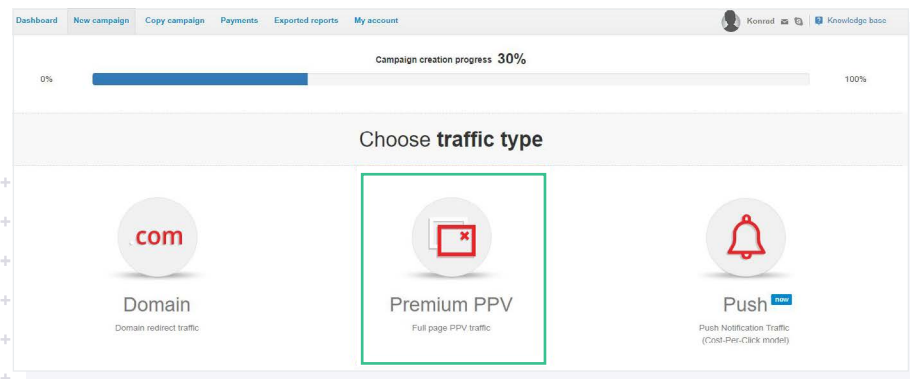 Dashboard New campaign Copy campaign Payments Exported reports My account Konrad Knowledge base
Campaign creation progress 30%
0% 100%
Choose traffic type
.com
Domain
Domain redirect traffic
Premium PPV
Full page PPV traffic
Push now
Push Notification Traffic
(Cost-Per-Click model)